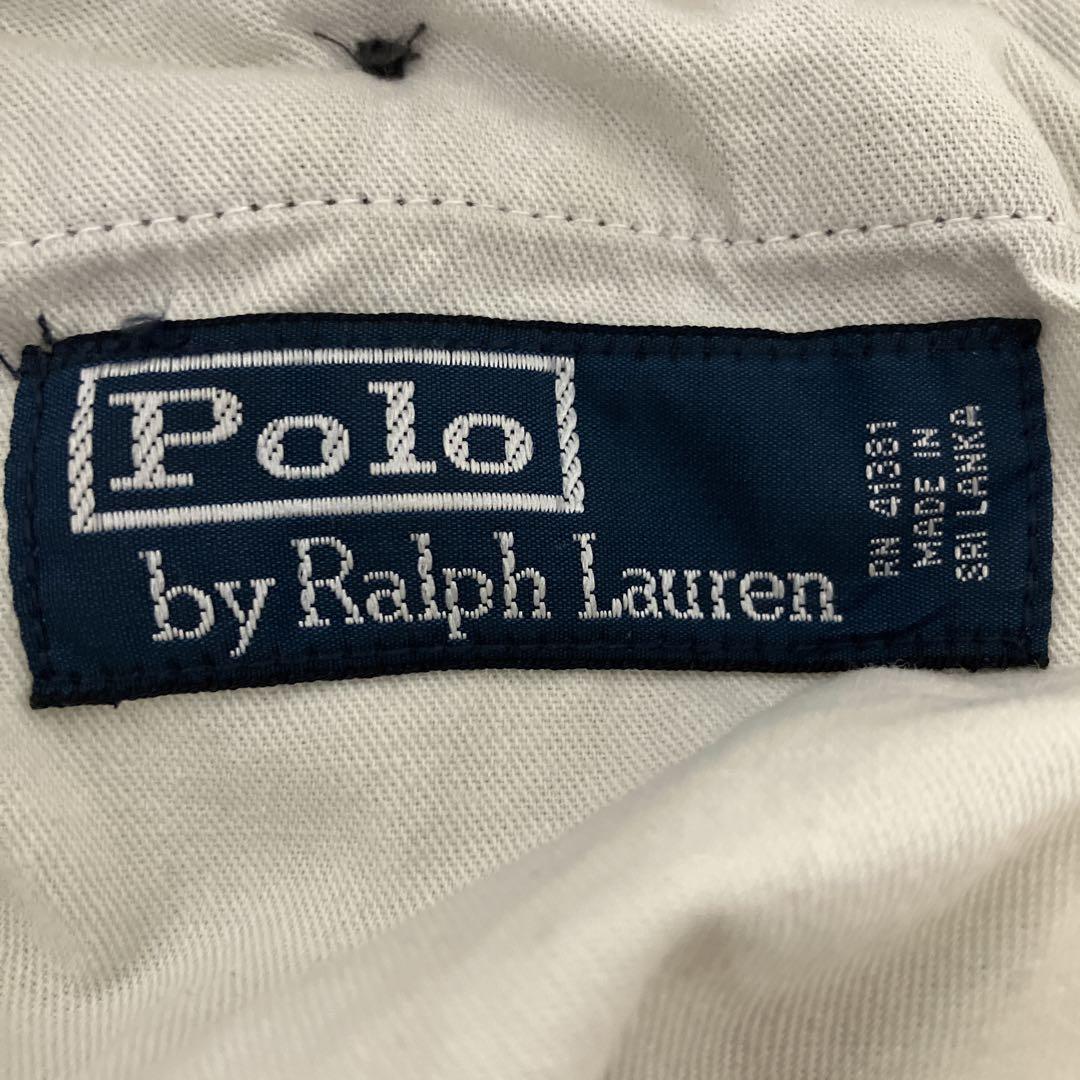 Polo
by Ralph Lauren
RN 41381
MADE IN
SRI LANKA